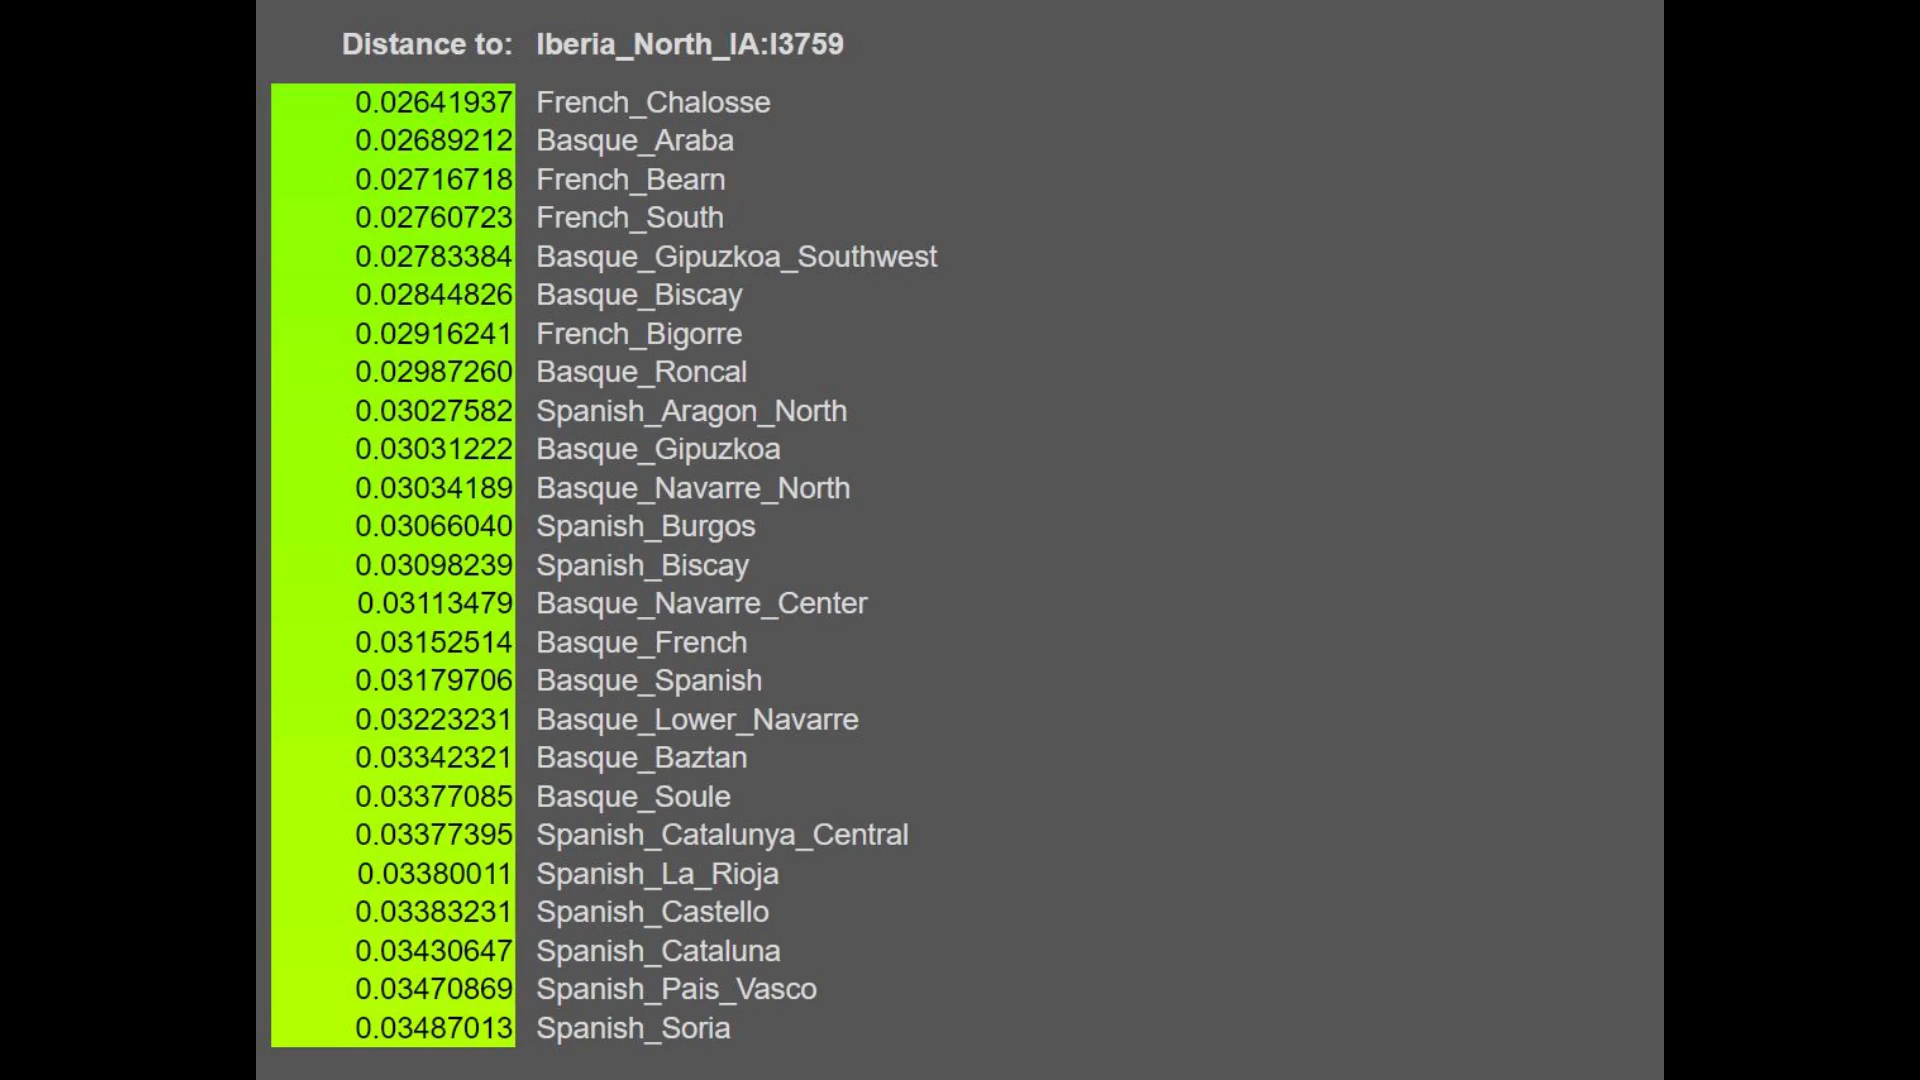 Distance to: Iberia_North_IA:I3759
0.02641937 French_Chalosse
0.02689212 Basque_Araba
0.02716718 French_Bearn
0.02760723 French_South
0.02783384 Basque_Gipuzkoa_Southwest
0.02844826 Basque_Biscay
0.02916241 French_Bigorre
0.02987260 Basque_Roncal
0.03027582 Spanish_Aragon_North
0.03031222 Basque_Gipuzkoa
0.03034189 Basque_Navarre_North
0.03066040 Spanish_Burgos
0.03098239 Spanish_Biscay
0.03113479 Basque_Navarre_Center
0.03152514 Basque_French
0.03179706 Basque_Spanish
0.03223231 Basque_Lower_Navarre
0.03342321 Basque_Baztan
0.03377085 Basque_Soule
0.03377395 Spanish_Catalunya_Central
0.03380011 Spanish_La_Rioja
0.03383231 Spanish_Castello
0.03430647 Spanish_Cataluna
0.03470869 Spanish_Pais_Vasco
0.03487013 Spanish_Soria